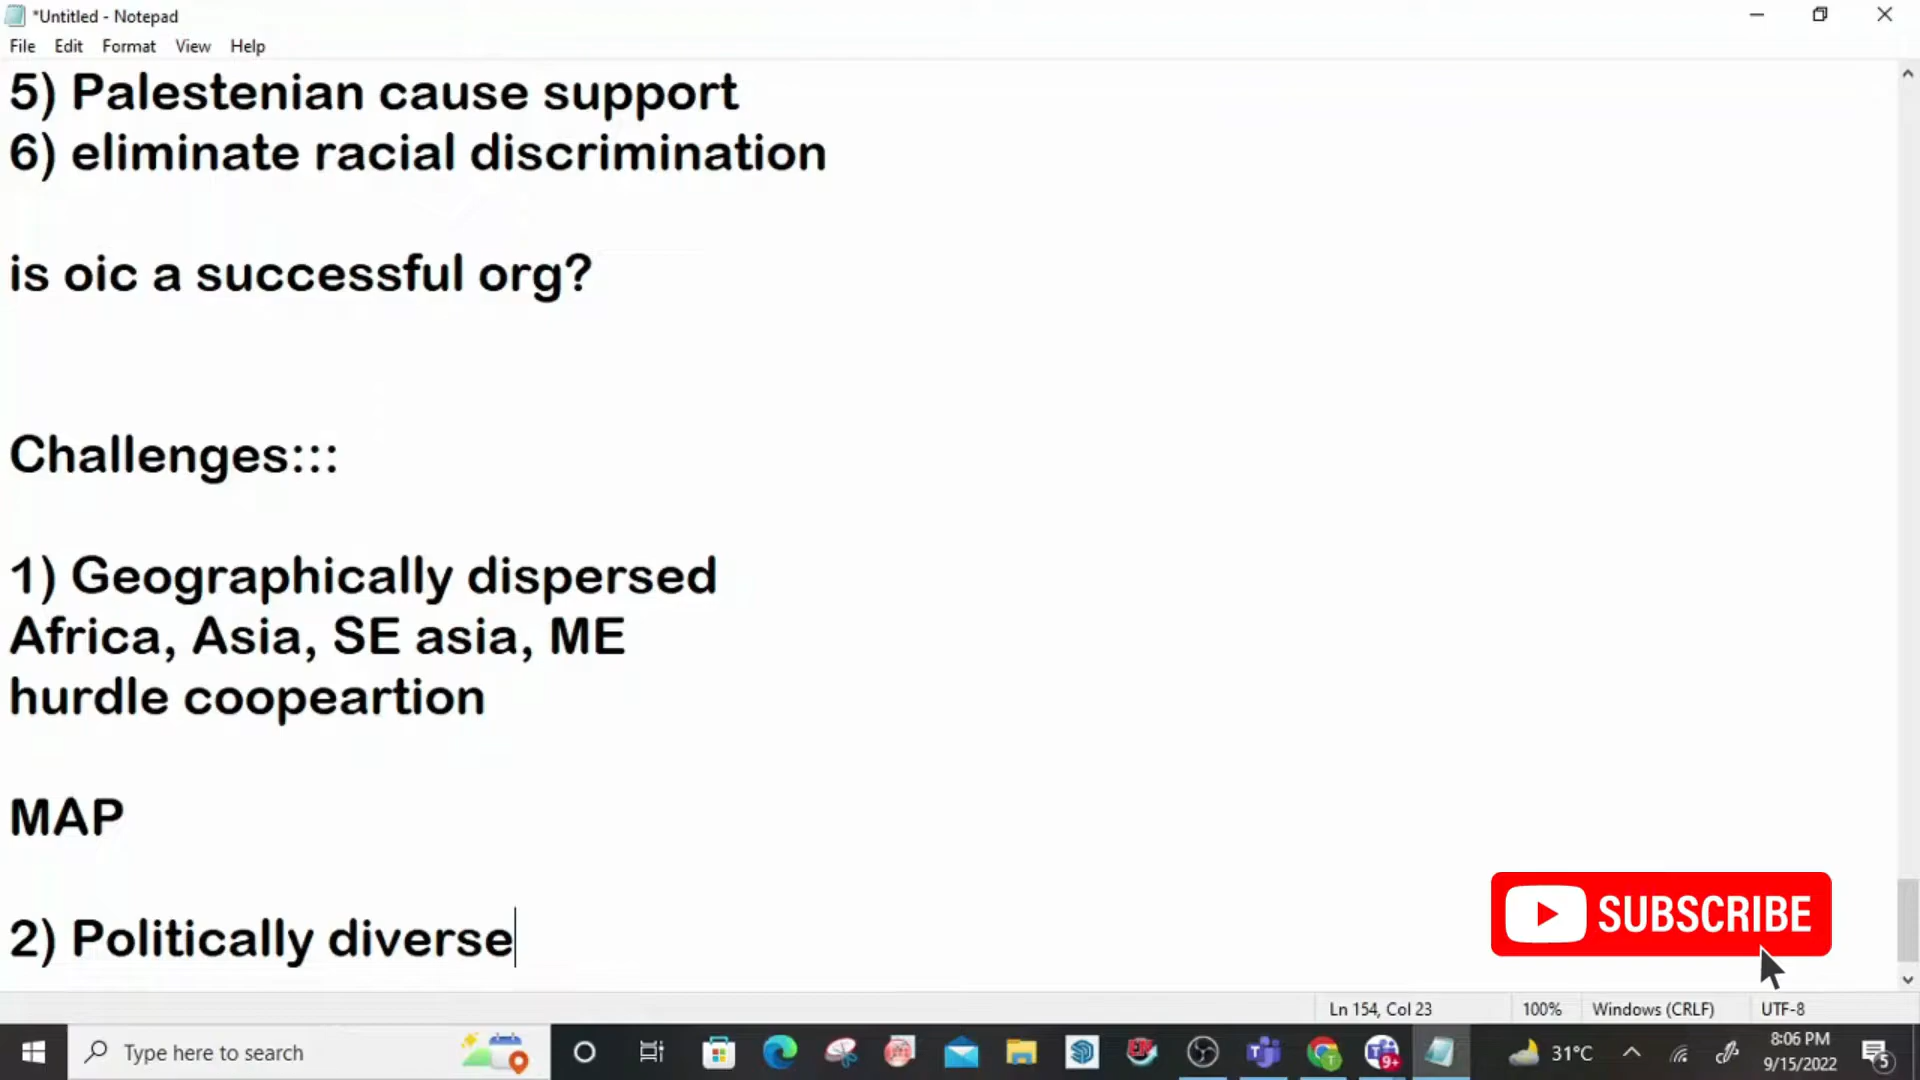 *Untitled - Notepad
File Edit Format View Help
5) Palestenian cause support
6) eliminate racial discrimination
is oic a successful org?
Challenges:::
1) Geographically dispersed
Africa, Asia, SE asia, ME
hurdle coopeartion
MAP
2) Politically diverse
SUBSCRIBE
Ln 154, Col 23 100% Windows (CRLF) UTF-8
Type here to search
9+
31°C
8:06 PM
9/15/2022
5